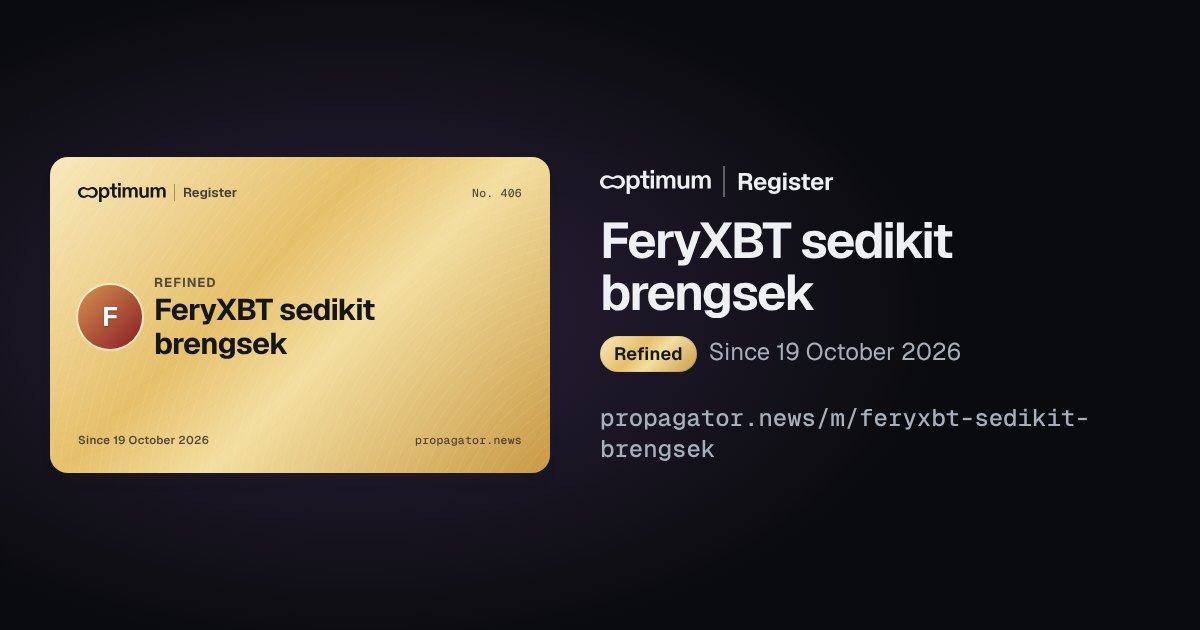 optimum | Register
No. 406
REFINED
F
FeryXBT sedikit
brengsek
Since 19 October 2026
propagator.news
optimum | Register
FeryXBT sedikit
brengsek
Refined
Since 19 October 2026
propagator.news/m/feryxbt-sedikit-
brengsek